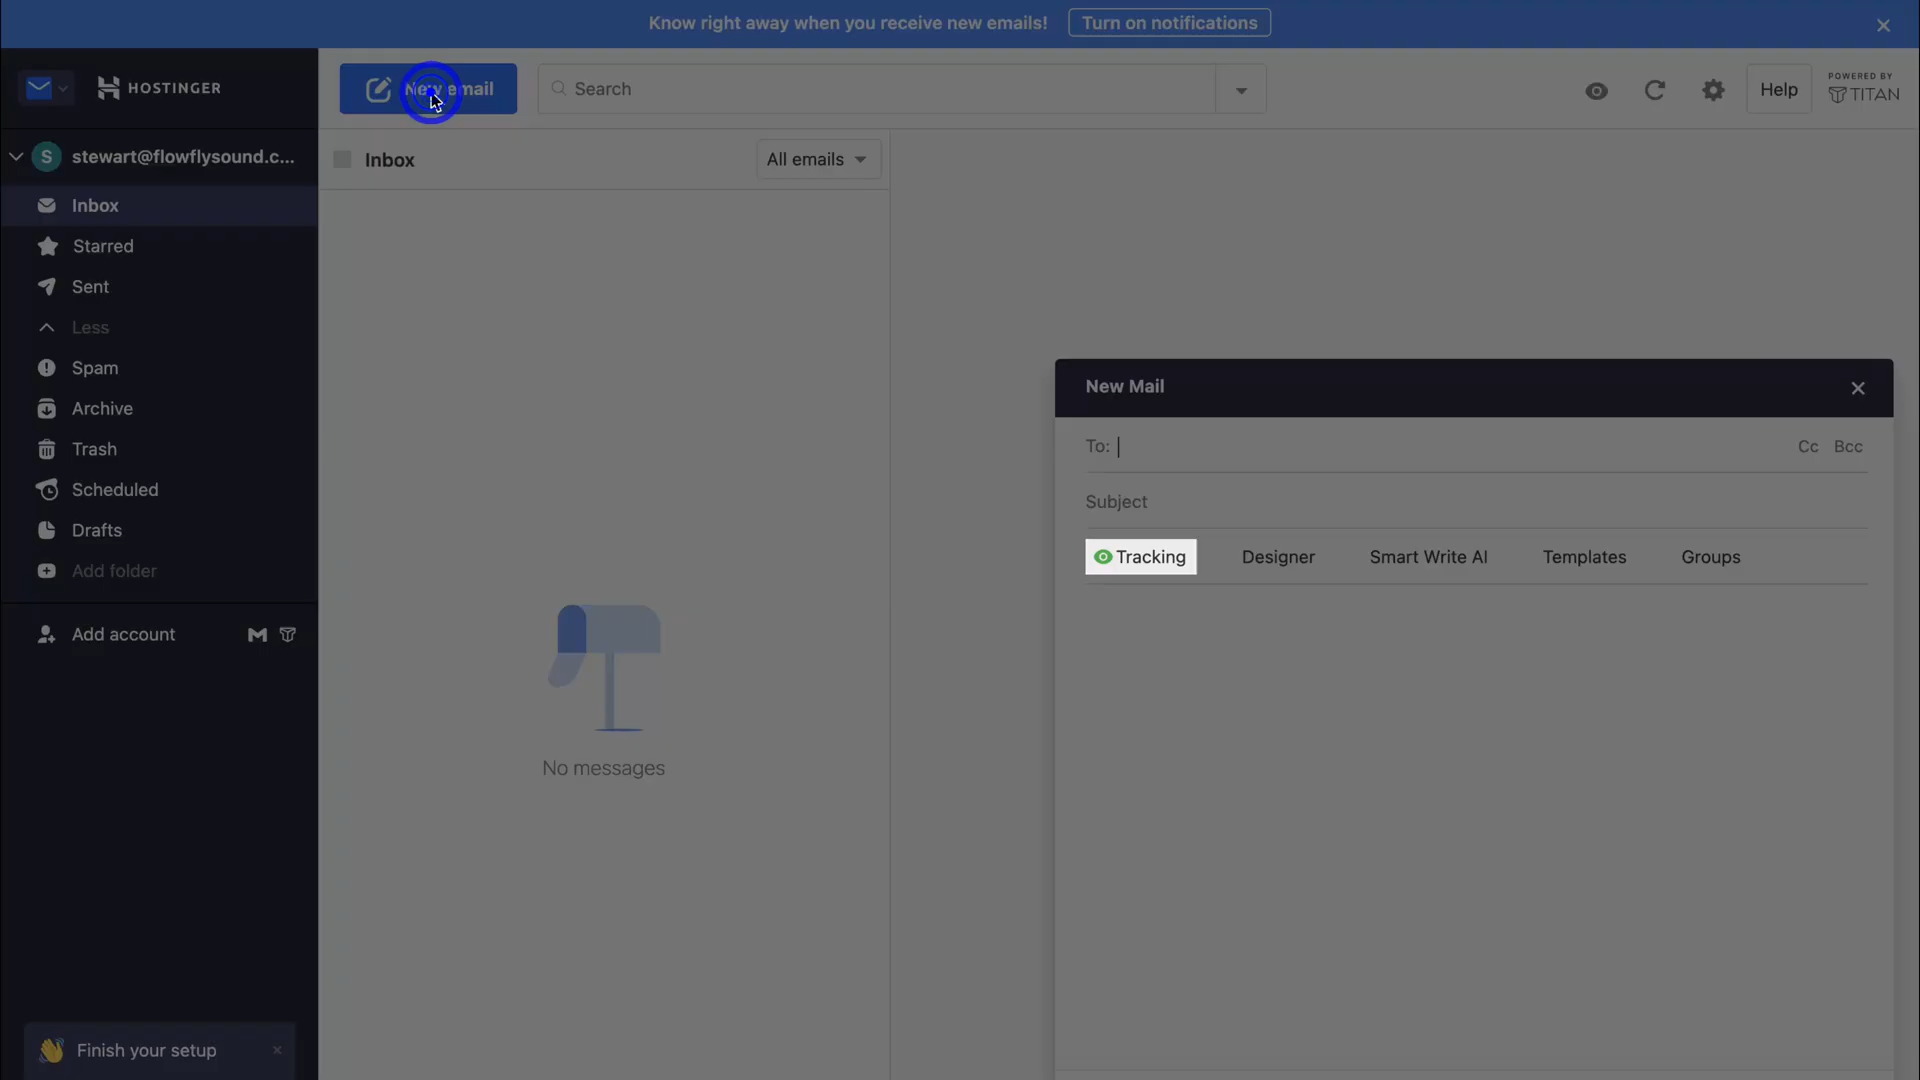 Know right away when you receive new emails!
Turn on notifications
HOSTINGER
New email
Search
Help
POWERED BY
TITAN
stewart@flowflysound.c...
Inbox
All emails
Inbox
Starred
Sent
Less
Spam
Archive
Trash
Scheduled
Drafts
Add folder
Add account
No messages
New Mail
To:
Cc
Bcc
Subject
Tracking
Designer
Smart Write AI
Templates
Groups
Finish your setup